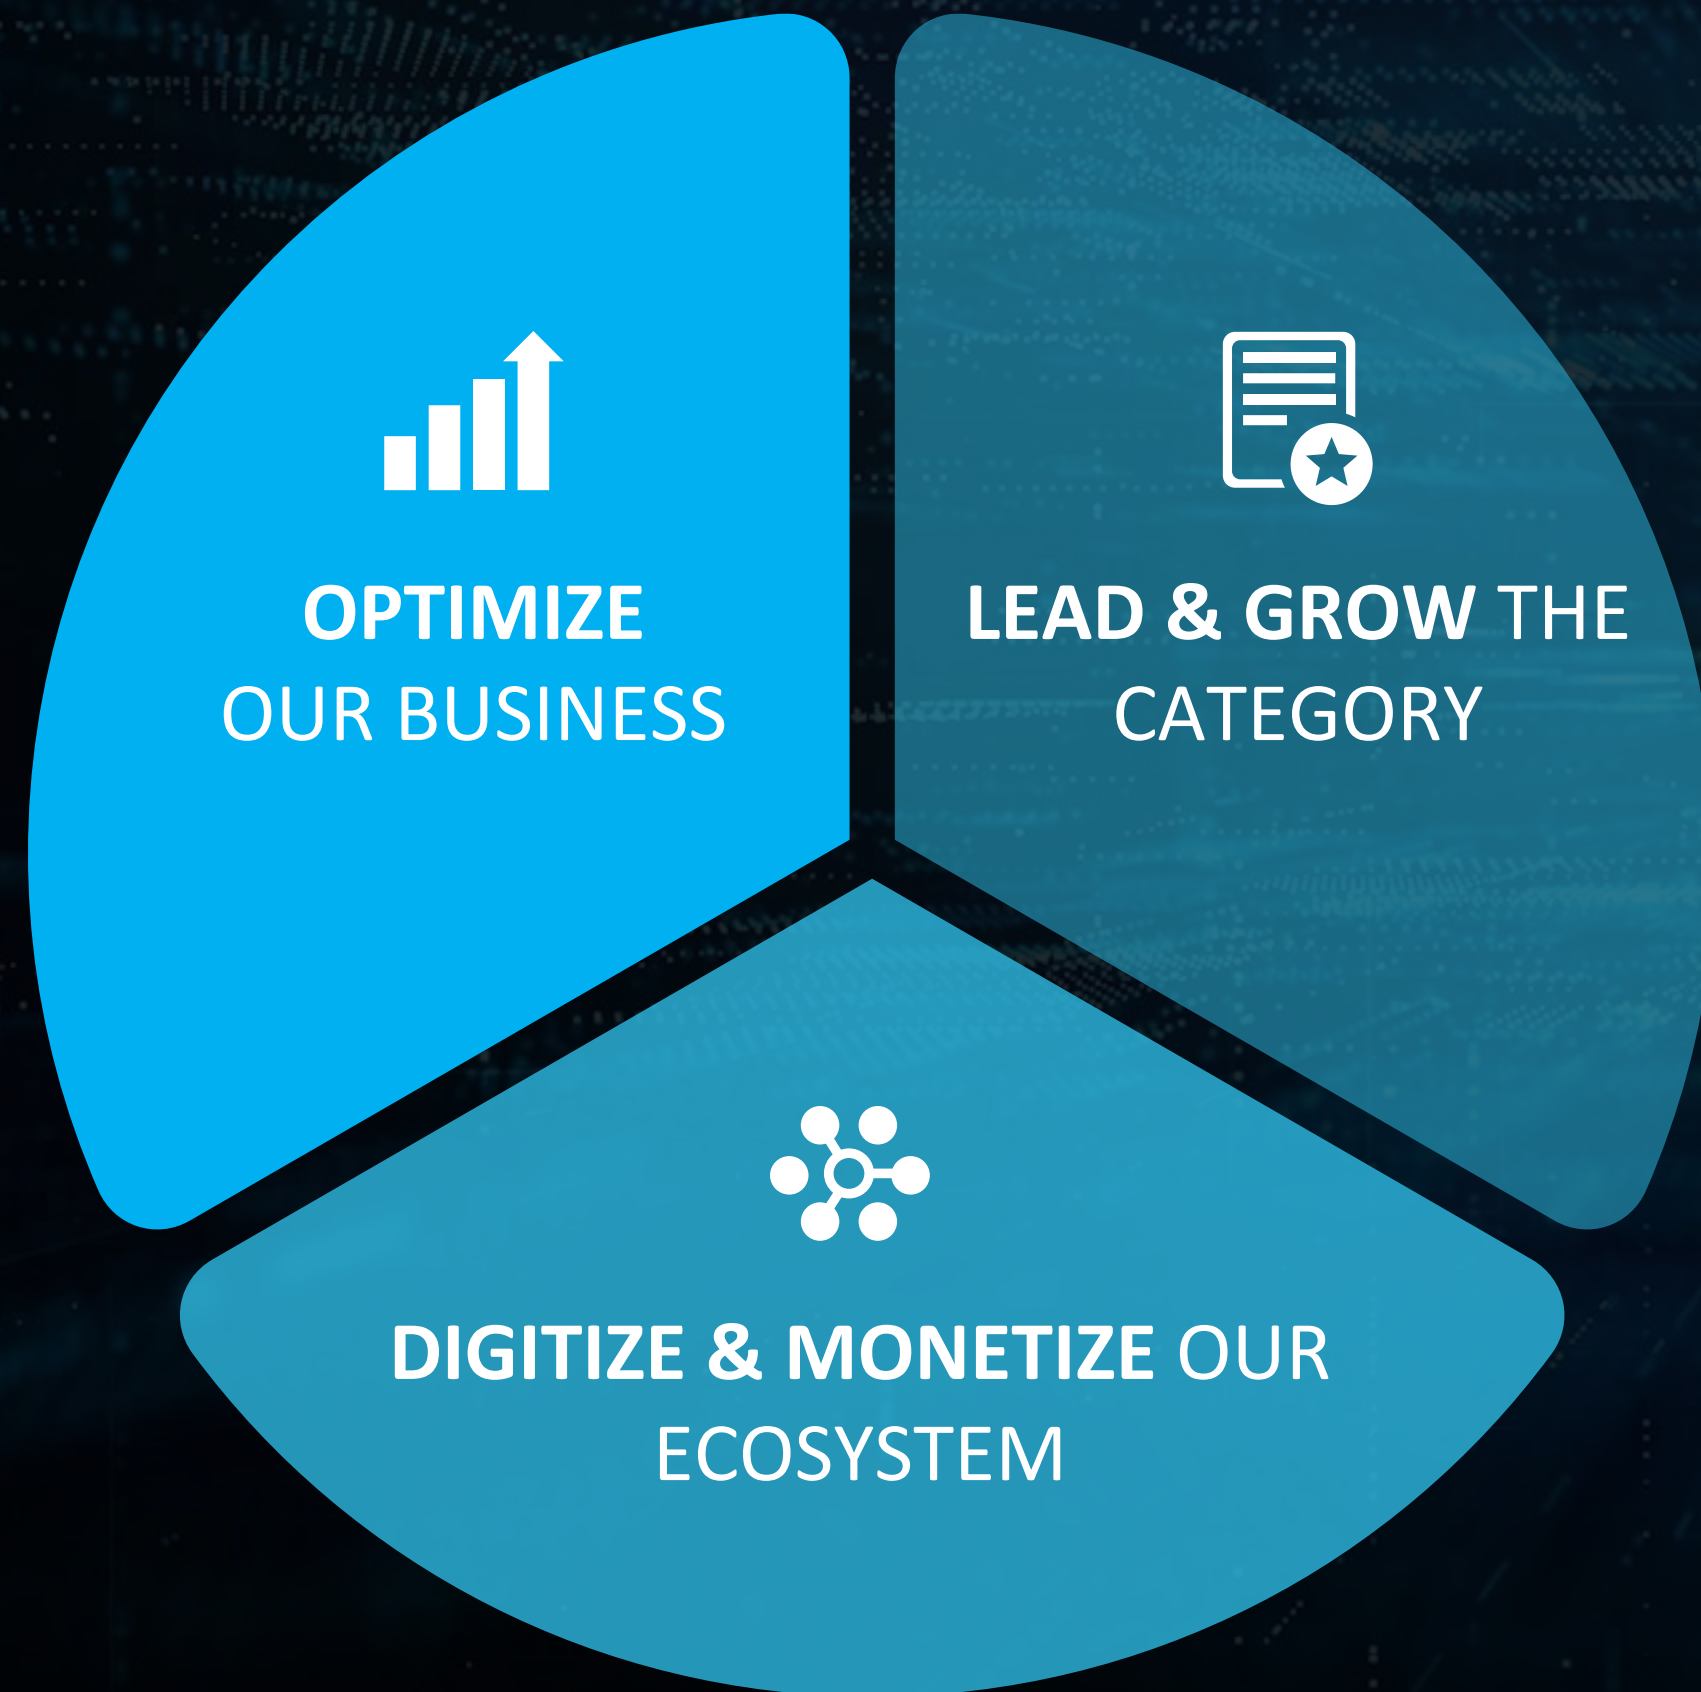 OPTIMIZE
OUR BUSINESS
LEAD & GROW THE
CATEGORY
DIGITIZE & MONETIZE OUR
ECOSYSTEM